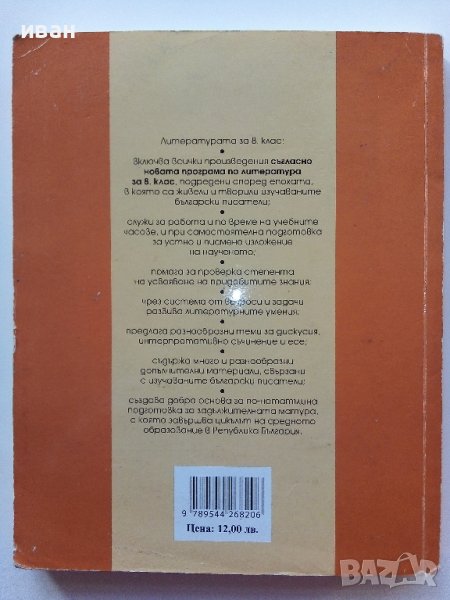 иван
Литературата за 8. клас:
• включва всички произведения съгласно
новата програма по литература
за 8. клас, подредени според епохата,
в която са живели и творили изучаваните
български писатели;
•
служи за работа и по време на учебните
часове, и при самостоятелна подготовка
за устно и писмено изложение
на наученото;
•
помага за проверка степента
на усвояване на придобитите знания;
•
чрез система от въпроси и задачи
развива литературните умения;
•
предлага разнообразни теми за дискусия,
интерпретативно съчинение и есе;
•
съдържа много и разнообразни
допълнителни материали, свързани
с изучаваните български писатели;
•
създава добра основа за по-нататъшна
подготовка за задължителната матура,
с която завършва цикълът на средното
образование в Република България.
9 789544 268206
Цена: 12,00 лв.
BAZAR